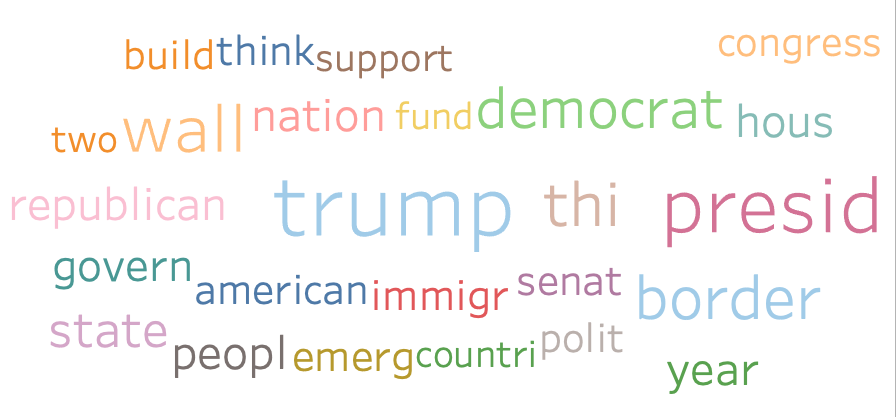 build think support congress
two wall nation fund democrat hous
republican trump thi presid
govern american immigr senat border
state peopl emerg countri polit year